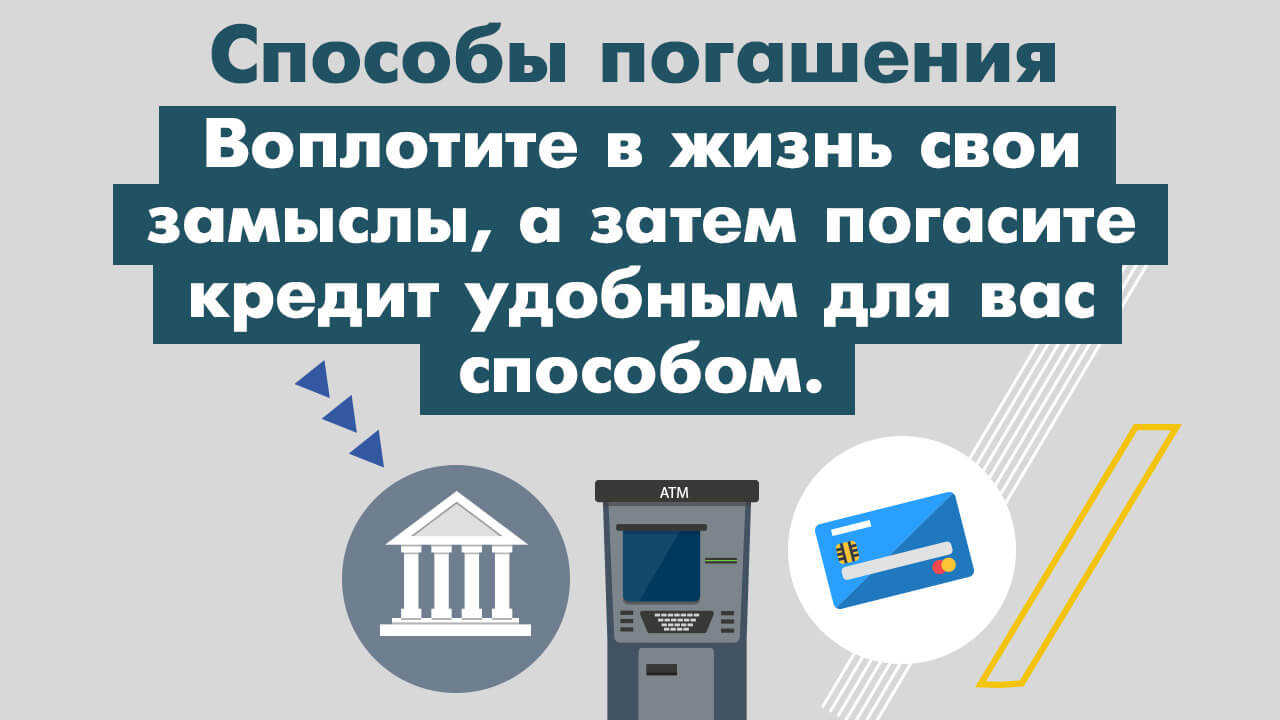 Способы погашения
Воплотите в жизнь свои
замыслы, а затем погасите
кредит удобным для вас
способом.
ATM